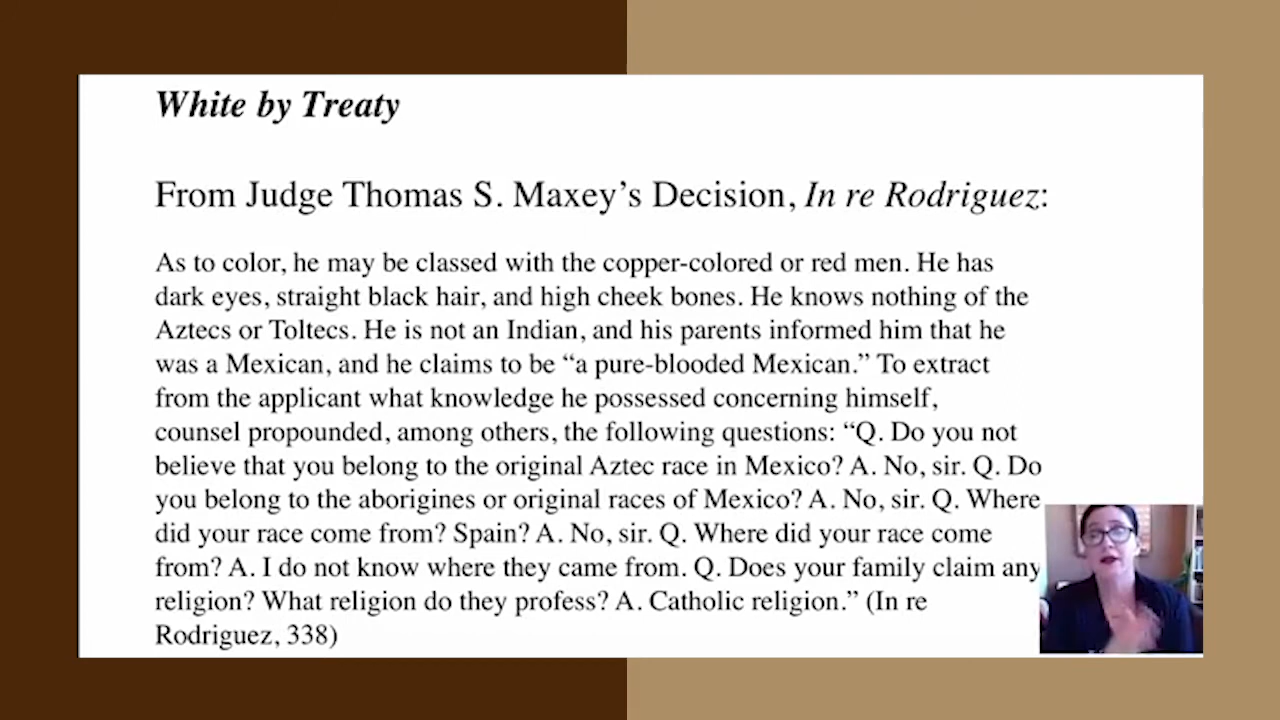 White by Treaty
From Judge Thomas S. Maxey’s Decision, In re Rodriguez:
As to color, he may be classed with the copper-colored or red men. He has
dark eyes, straight black hair, and high cheek bones. He knows nothing of the
Aztecs or Toltecs. He is not an Indian, and his parents informed him that he
was a Mexican, and he claims to be “a pure-blooded Mexican.” To extract
from the applicant what knowledge he possessed concerning himself,
counsel propounded, among others, the following questions: “Q. Do you not
believe that you belong to the original Aztec race in Mexico? A. No, sir. Q. Do
you belong to the aborigines or original races of Mexico? A. No, sir. Q. Where
did your race come from? Spain? A. No, sir. Q. Where did your race come
from? A. I do not know where they came from. Q. Does your family claim any
religion? What religion do they profess? A. Catholic religion.” (In re
Rodriguez, 338)